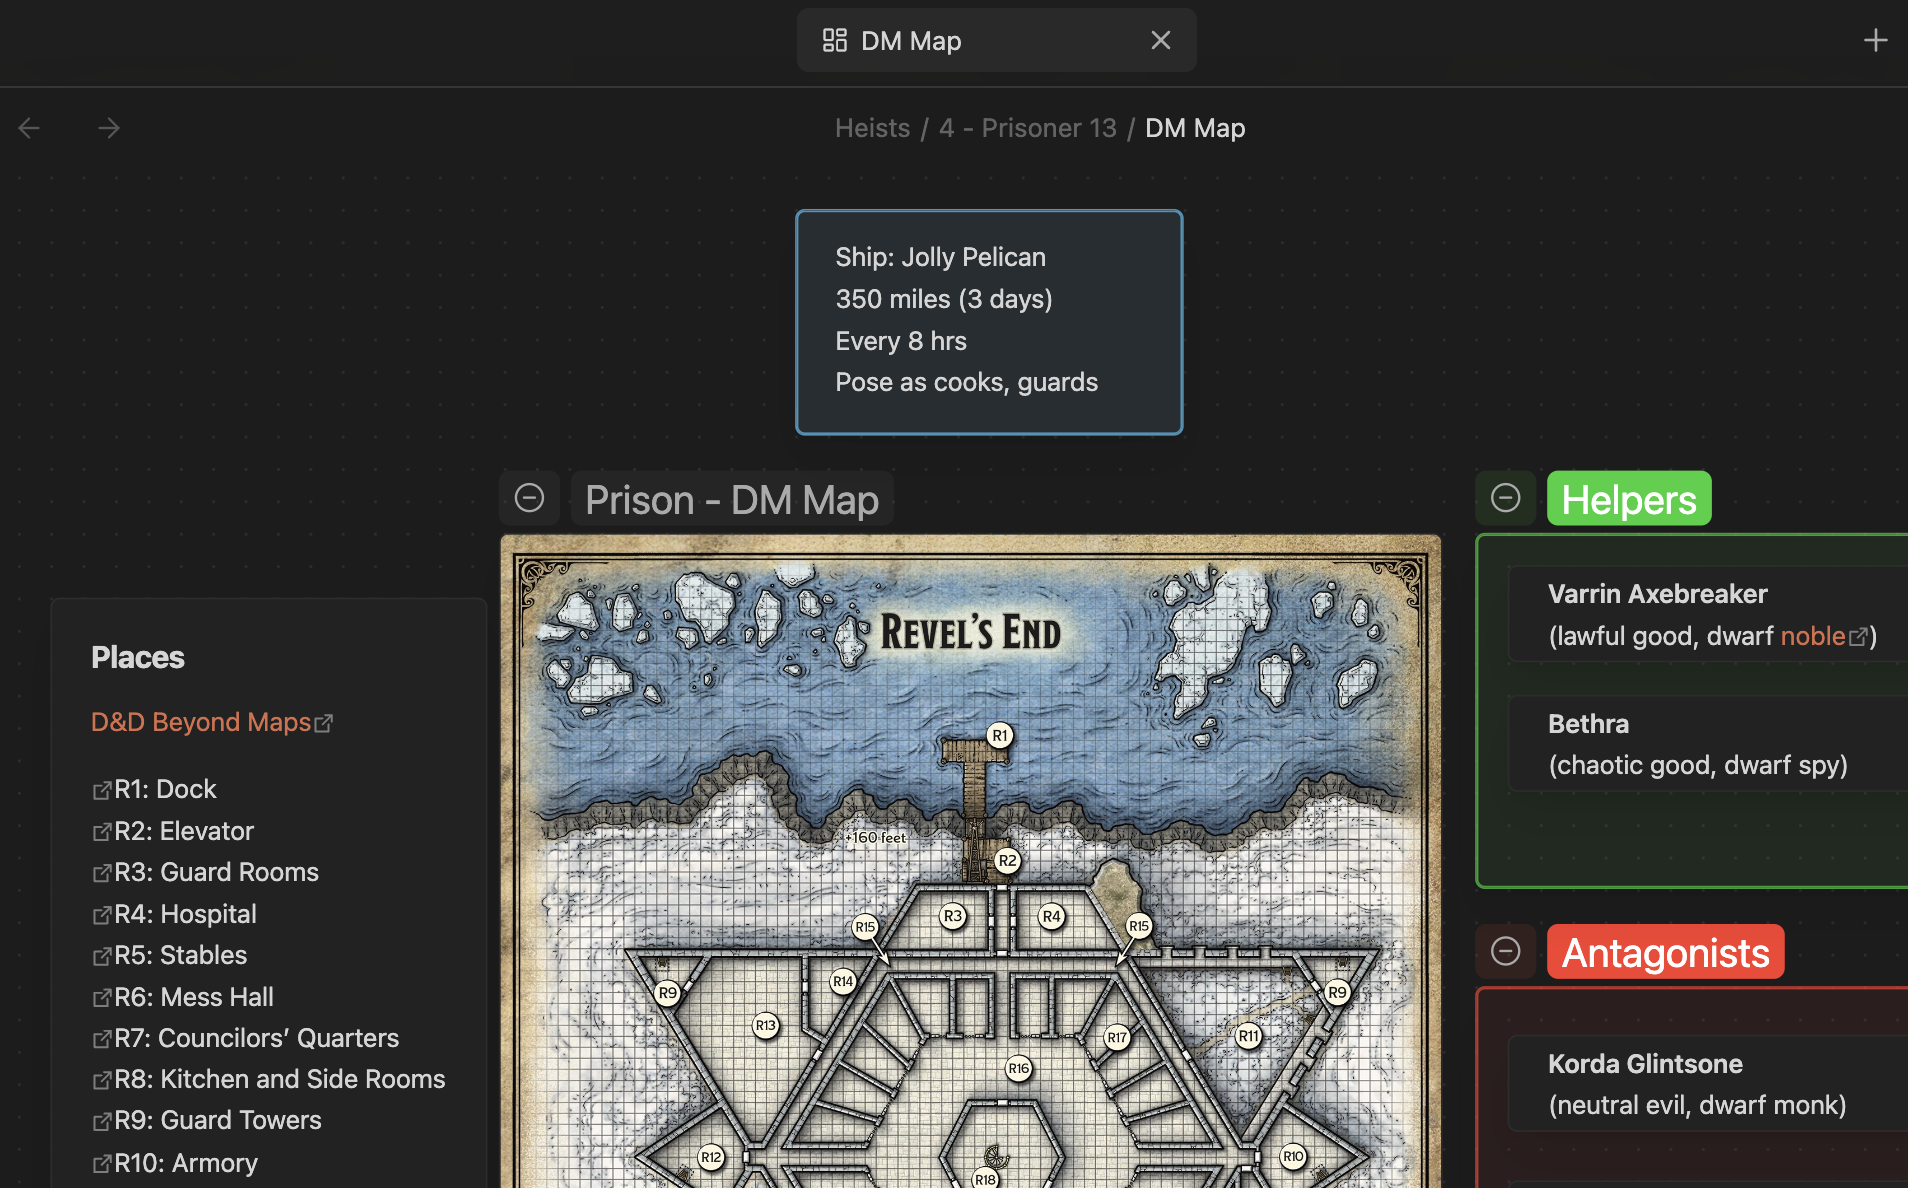 DM Map
Heists / 4 - Prisoner 13 / DM Map
Ship: Jolly Pelican
350 miles (3 days)
Every 8 hrs
Pose as cooks, guards
Places
D&D Beyond Maps
R1: Dock
R2: Elevator
R3: Guard Rooms
R4: Hospital
R5: Stables
R6: Mess Hall
R7: Councilors’ Quarters
R8: Kitchen and Side Rooms
R9: Guard Towers
R10: Armory
Prison - DM Map
REVEL'S END
R1
+160 feet
R2
R3
R4
R15
R15
R14
R9
R9
R13
R17
R11
R16
R12
R10
R18
Helpers
Varrin Axebreaker
(lawful good, dwarf noble)
Bethra
(chaotic good, dwarf spy)
Antagonists
Korda Glintsone
(neutral evil, dwarf monk)